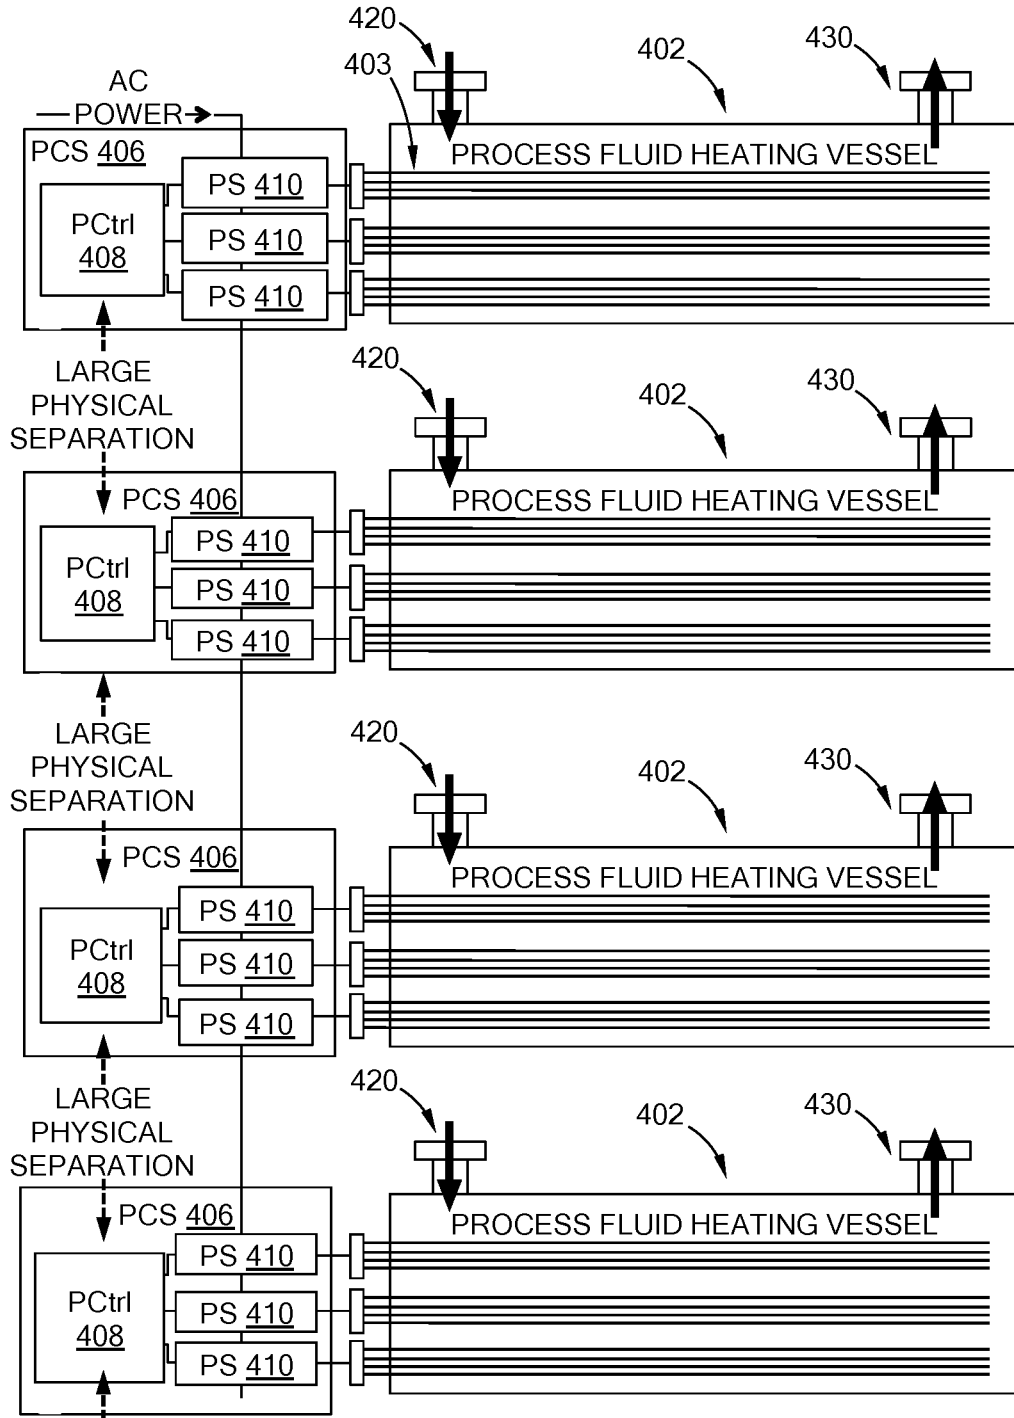 420
402
430
403
AC
POWER
PCS 406
PROCESS FLUID HEATING VESSEL
PS 410
PCtrl
408
PS 410
PS 410
LARGE
PHYSICAL
SEPARATION
420
402
430
PCS 406
PROCESS FLUID HEATING VESSEL
PS 410
PCtrl
408
PS 410
PS 410
LARGE
PHYSICAL
SEPARATION
420
402
430
PCS 406
PROCESS FLUID HEATING VESSEL
PS 410
PCtrl
408
PS 410
PS 410
LARGE
PHYSICAL
SEPARATION
420
402
430
PCS 406
PROCESS FLUID HEATING VESSEL
PS 410
PCtrl
408
PS 410
PS 410